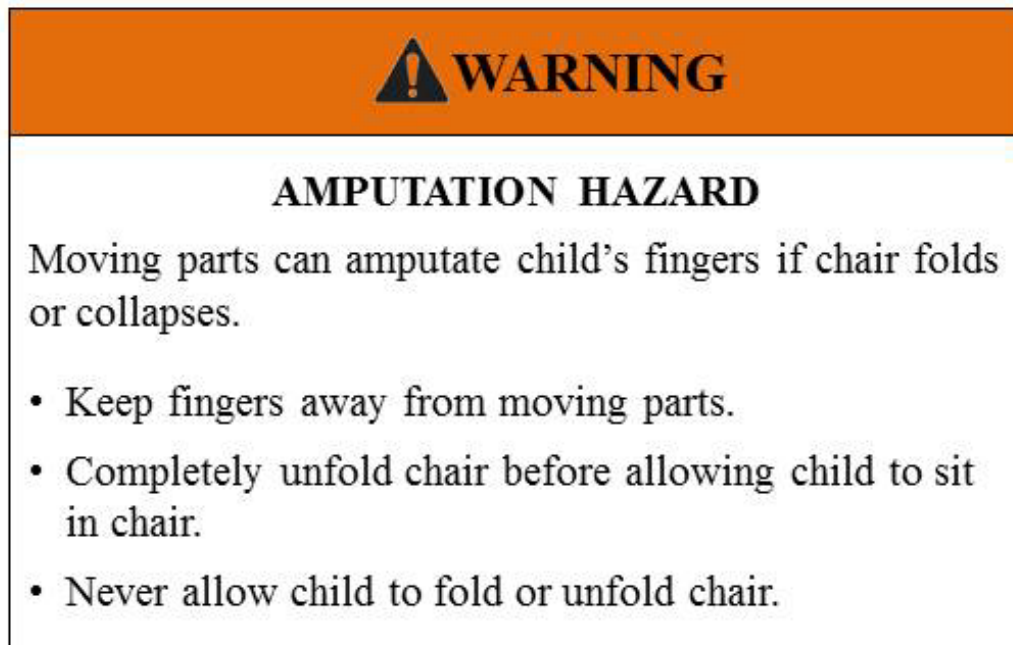 WARNING
AMPUTATION HAZARD
Moving parts can amputate child’s fingers if chair folds
or collapses.
• Keep fingers away from moving parts.
• Completely unfold chair before allowing child to sit
in chair.
• Never allow child to fold or unfold chair.